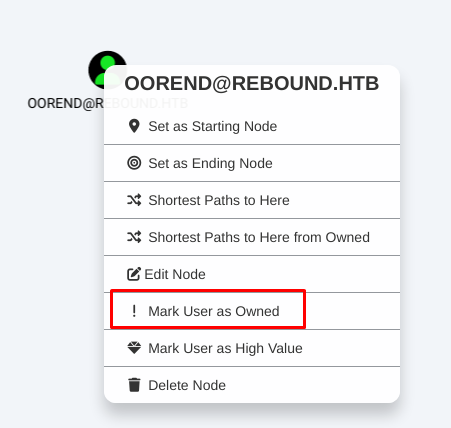 OOREND@REBOUND.HTB
OOREND@REBOUND.HTB
Set as Starting Node
Set as Ending Node
Shortest Paths to Here
Shortest Paths to Here from Owned
Edit Node
Mark User as Owned
Mark User as High Value
Delete Node